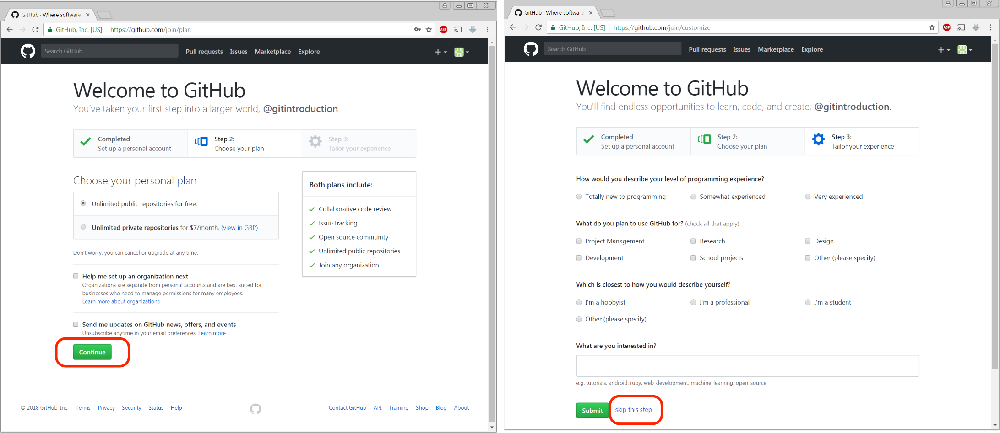 GitHub · Where software
GitHub, Inc. [US]
https://github.com/join/plan
ABP
Search GitHub
Pull requests
Issues
Marketplace
Explore
Welcome to GitHub
You've taken your first step into a larger world, @gitintroduction.
Completed
Set up a personal account
Step 2:
Choose your plan
Step 3:
Tailor your experience
Choose your personal plan
Unlimited public repositories for free.
Unlimited private repositories for $7/month. (view in GBP)
Don't worry, you can cancel or upgrade at any time.
Help me set up an organization next
Organizations are separate from personal accounts and are best suited for
businesses who need to manage permissions for many employees.
Learn more about organizations
Send me updates on GitHub news, offers, and events
Unsubscribe anytime in your email preferences. Learn more
Continue
Both plans include:
Collaborative code review
Issue tracking
Open source community
Unlimited public repositories
Join any organization
© 2018 GitHub, Inc.
Terms
Privacy
Security
Status
Help
Contact GitHub
API
Training
Shop
Blog
About
GitHub · Where software
GitHub, Inc. [US]
https://github.com/join/customize
ABP
Search GitHub
Pull requests
Issues
Marketplace
Explore
Welcome to GitHub
You'll find endless opportunities to learn, code, and create, @gitintroduction.
Completed
Set up a personal account
Step 2:
Choose your plan
Step 3:
Tailor your experience
How would you describe your level of programming experience?
Totally new to programming
Somewhat experienced
Very experienced
What do you plan to use GitHub for? (check all that apply)
Project Management
Research
Design
Development
School projects
Other (please specify)
Which is closest to how you would describe yourself?
I'm a hobbyist
I'm a professional
I'm a student
Other (please specify)
What are you interested in?
e.g. tutorials, android, ruby, web-development, machine-learning, open-source
Submit
skip this step